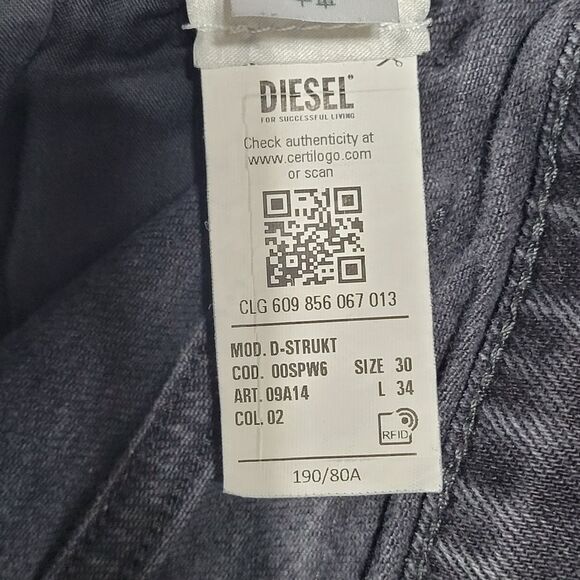 DIESEL
FOR SUCCESSFUL LIVING
Check authenticity at
www.certilogo.com
or scan
CLG 609 856 067 013
MOD. D-STRUKT
COD. 00SPW6 SIZE 30
ART. 09A14 L 34
COL. 02
RFID
190/80A